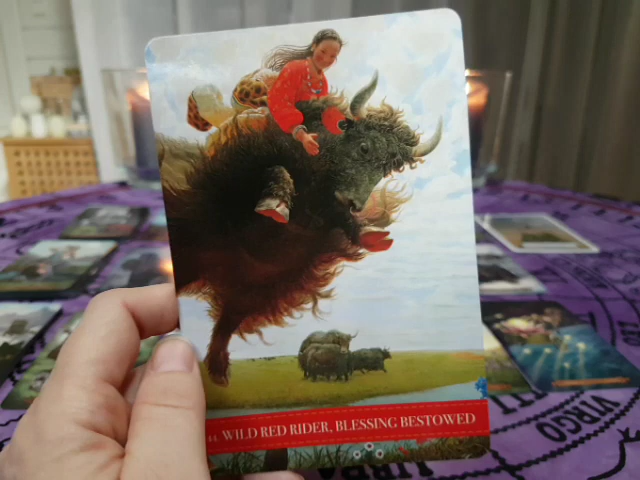 44 WILD RED RIDER, BLESSING BESTOWED
VIRGO
LIBRA